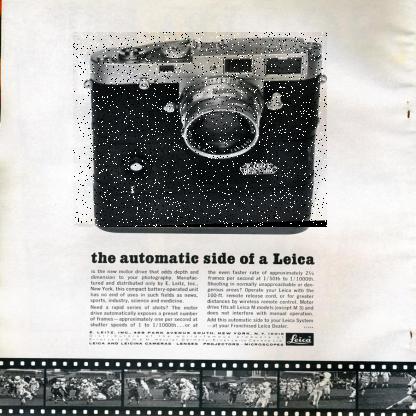 the automatic side of a Leica
is the new motor drive that adds depth and
dimension to your photography. Manufac-
tured and distributed only by E. Leitz, Inc.,
New York, this compact battery-operated unit
has no end of uses in such fields as news,
sports, industry, science and medicine.
Need a rapid series of shots? The motor
drive automatically exposes a preset number
of frames—approximately one per second at
shutter speeds of 1 to 1/1000th.....or at
the even faster rate of approximately 2½
frames per second at 1/50th to 1/1000th.
Shooting in normally unapproachable or dan-
gerous areas? Operate your Leica with the
100-ft. remote release cord, or for greater
distances by wireless remote control. Motor
drive fits all Leica M models (except M 3) and
does not interfere with manual operation.
Add this automatic side to your Leica System
—at your Franchised Leica Dealer.
E. LEITZ, INC., 468 PARK AVENUE SOUTH, NEW YORK, N.Y. 10016
LEICA AND LEICINA CAMERAS LENSES PROJECTORS MICROSCOPES
Leica